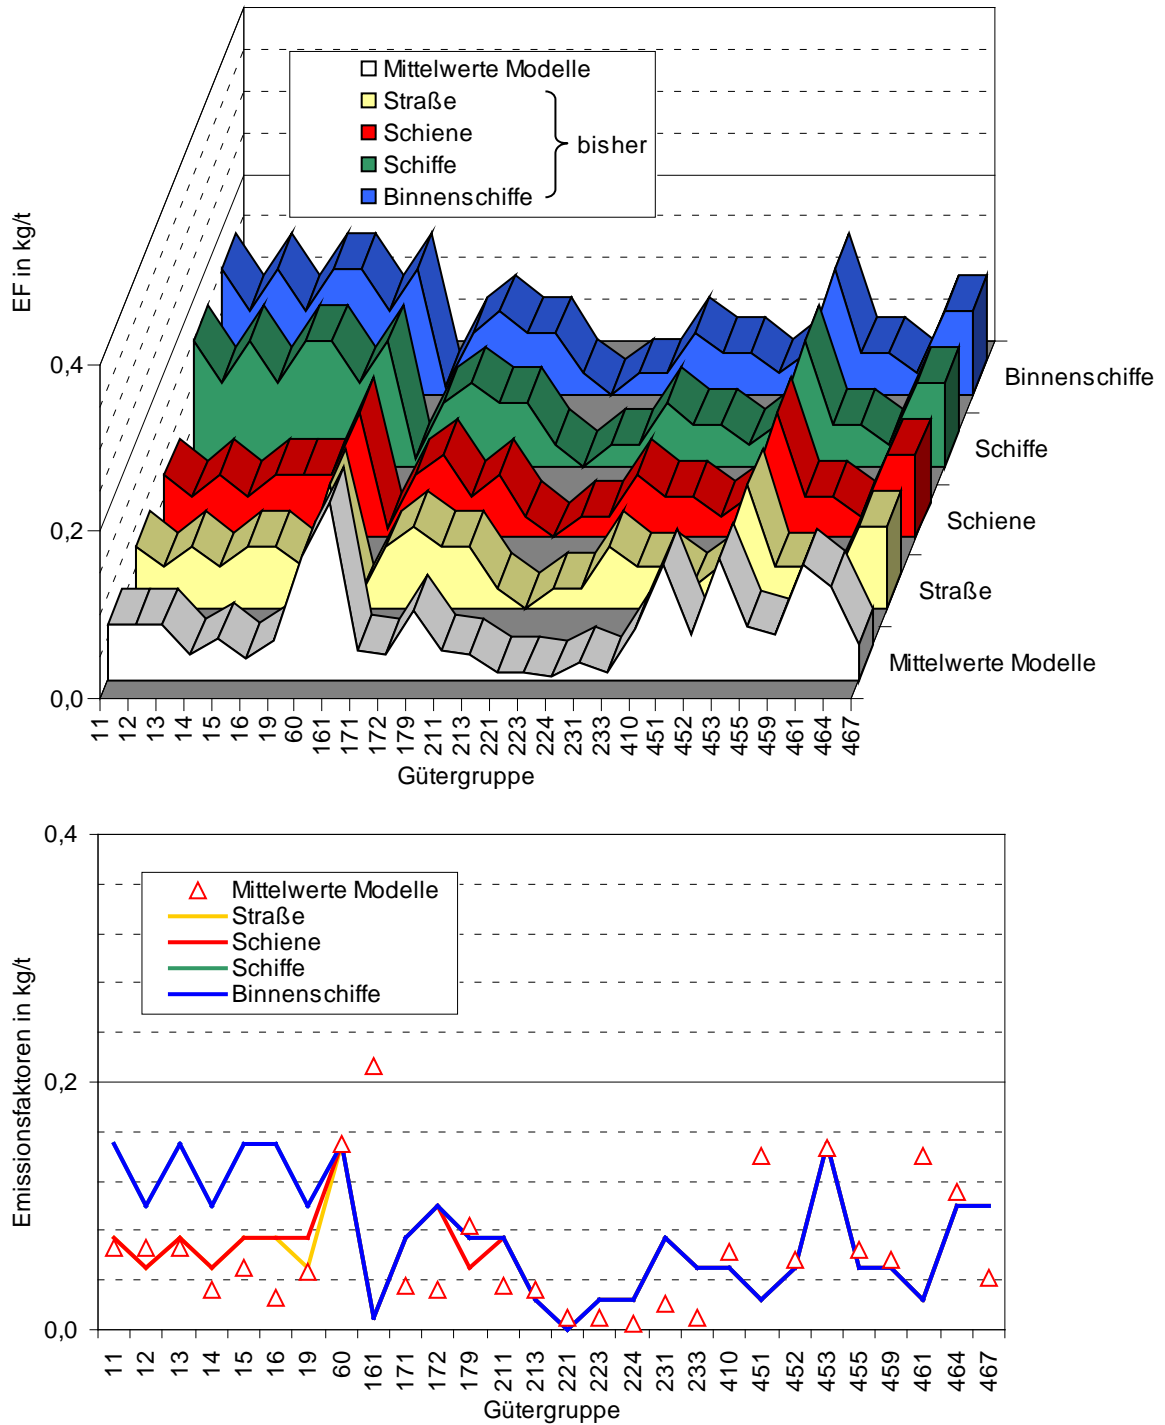 Mittelwerte Modelle
Straße
Schiene
bisher
Schiffe
Binnenschiffe
EF in kg/t
0,4
0,2
0,0
Binnenschiffe
Schiffe
Schiene
Straße
Mittelwerte Modelle
11 12 13 14 15 16 19 60 161 171 172 179 211 213 221 223 224 231 233 410 451 452 453 455 459 461 464 467
Gütergruppe
0,4
Mittelwerte Modelle
Straße
Schiene
Schiffe
Binnenschiffe
Emissionsfaktoren in kg/t
0,2
0,0
11 12 13 14 15 16 19 60 161 171 172 179 211 213 221 223 224 231 233 410 451 452 453 455 459 461 464 467
Gütergruppe